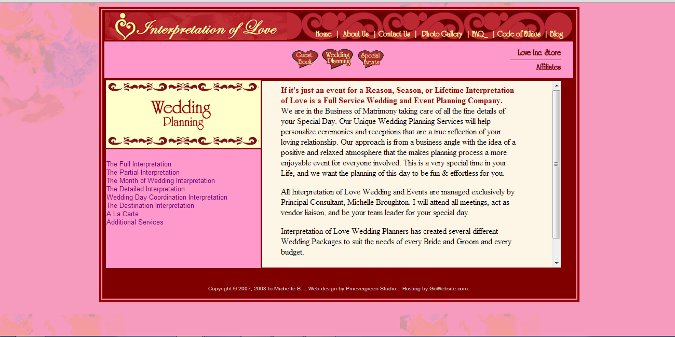 Interpretation of Love
Home | About Us | Contact Us | Photo Gallery | FAQ | Code of Ethics | Blog
Guest Book
Wedding Planning
Special Events
Love Inc. Store
Affiliates
Wedding
Planning
The Full Interpretation
The Partial Interpretation
The Month of Wedding Interpretation
The Detailed Interpretation
Wedding Day Coordination Interpretation
The Destination Interpretation
A La Carte
Additional Services
If it's just an event for a Reason, Season, or Lifetime Interpretation
of Love is a Full Service Wedding and Event Planning Company.
We are in the Business of Matrimony taking care of all the fine details of
your Special Day. Our Unique Wedding Planning Services will help
personalize ceremonies and receptions that are a true reflection of your
loving relationship. Our approach is from a business angle with the idea of a
positive and relaxed atmosphere that the makes planning process a more
enjoyable event for everyone involved. This is a very special time in your
Life, and we want the planning of this day to be fun & effortless for you.
All Interpretation of Love Wedding and Events are managed exclusively by
Principal Consultant, Michelle Broughton. I will attend all meetings, act as
vendor liaison, and be your team leader for your special day.
Interpretation of Love Wedding Planners has created several different
Wedding Packages to suit the needs of every Bride and Groom and every
budget.
Copyright © 2007, 2008 to Michelle B. Web design by Studio. Hosting by